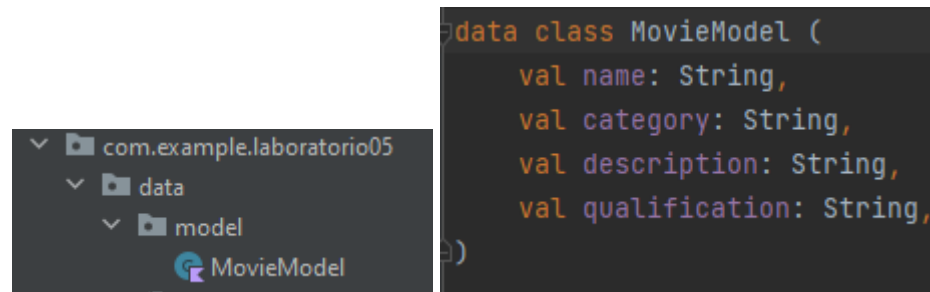 com.example.laboratorio05
data
model
MovieModel
data class MovieModel (
val name: String,
val category: String,
val description: String,
val qualification: String,
)